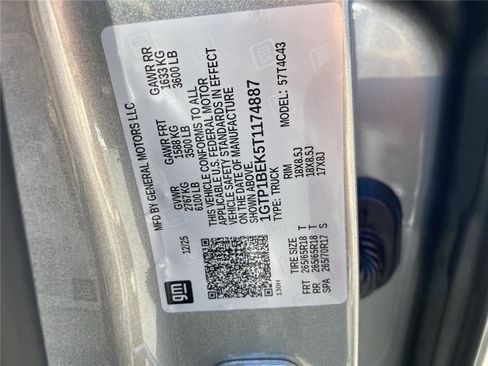 gm
MFD BY GENERAL MOTORS LLC
12/25
GVWR
2767 KG
6100 LB
GAWR FRT
1588 KG
3500 LB
GAWR RR
1633 KG
3600 LB
THIS VEHICLE CONFORMS TO ALL
APPLICABLE U.S. FEDERAL MOTOR
VEHICLE SAFETY STANDARDS IN EFFECT
ON THE DATE OF MANUFACTURE
SHOWN ABOVE.
1GTP1BEK5T1174887
TYPE: TRUCK
MODEL: 57T4C43
TIRE SIZE RIM
FRT 265/65R18 T 18X8.5J
RR 265/65R18 T 18X8.5J
SPA 265/70R17 S 17X8J